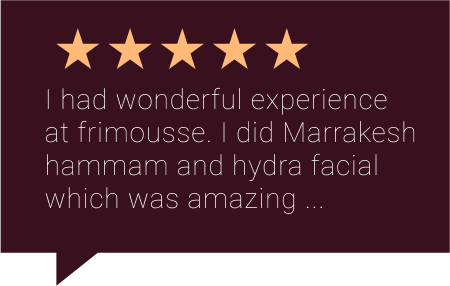 I had wonderful experience
at frimousse. I did Marrakesh
hammam and hydra facial
which was amazing ...